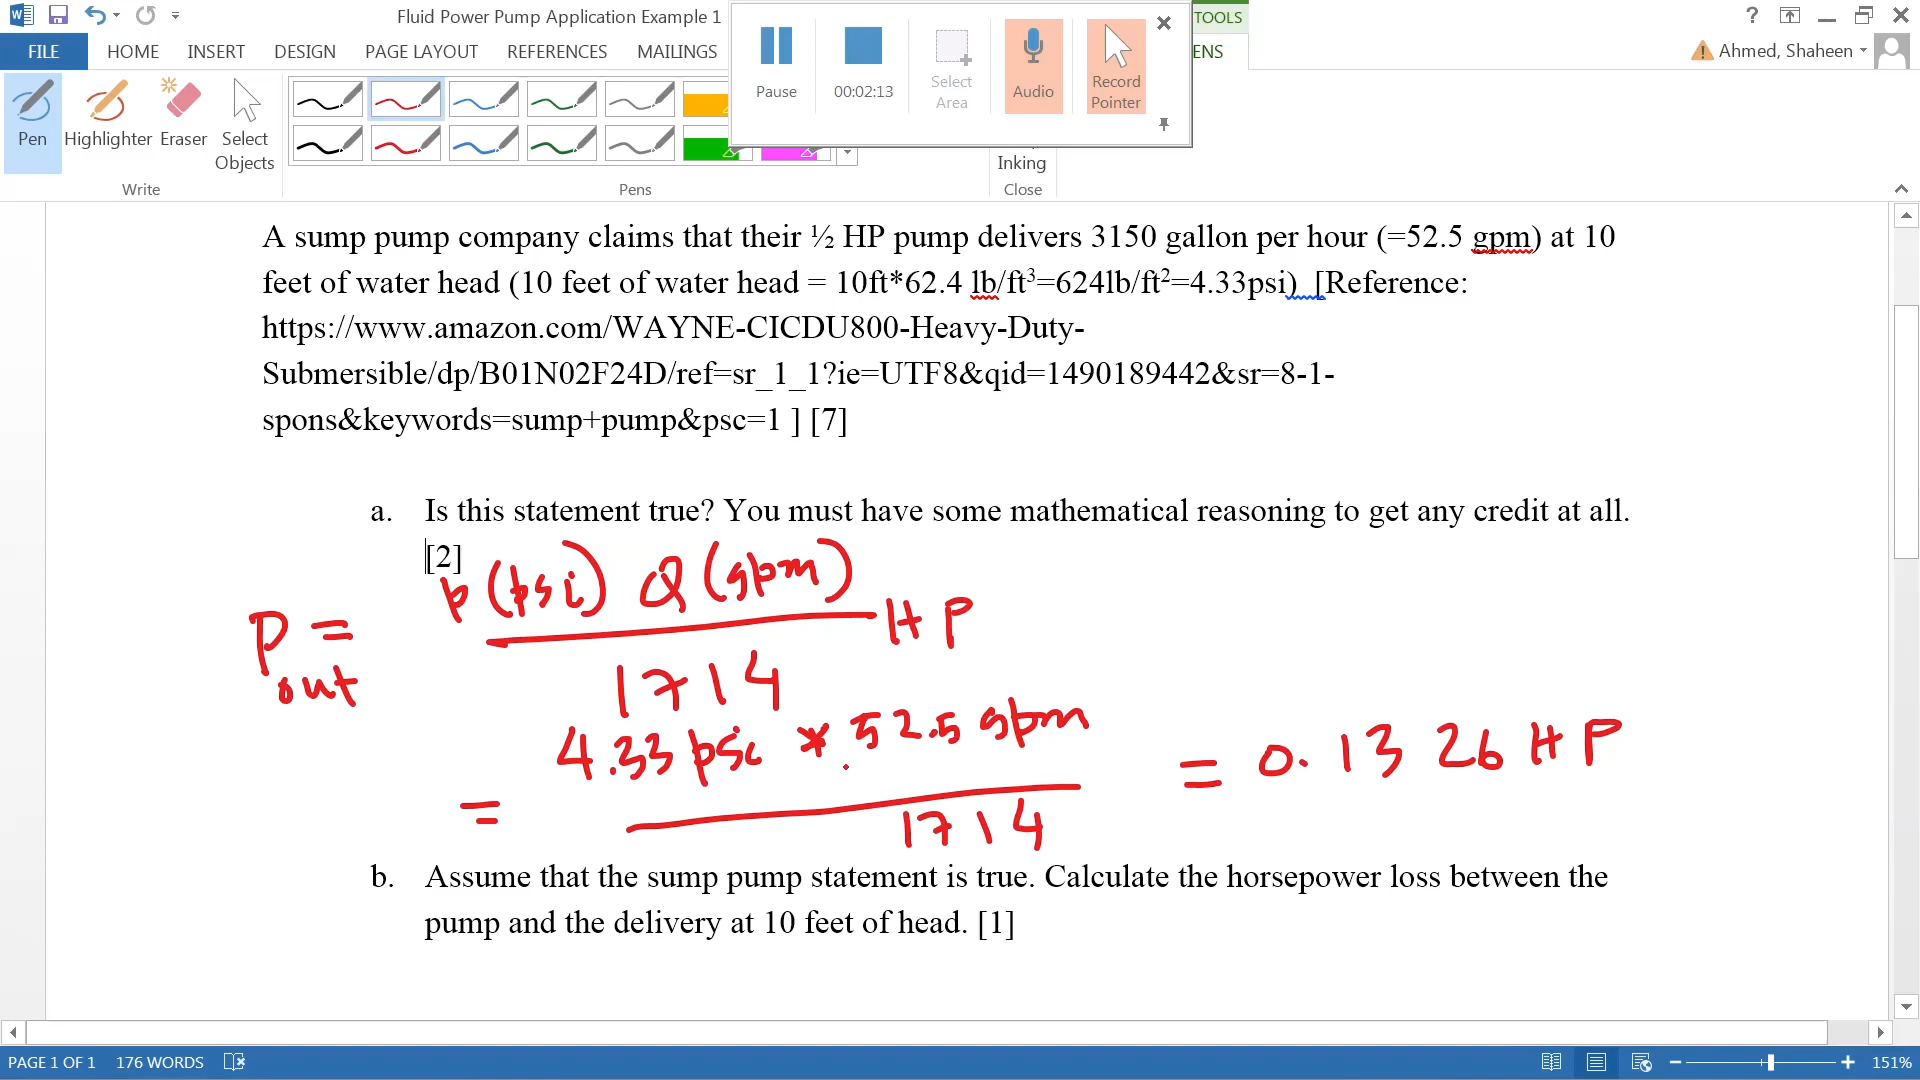 Fluid Power Pump Application Example 1
TOOLS
FILE HOME INSERT DESIGN PAGE LAYOUT REFERENCES MAILINGS
ENS
Ahmed, Shaheen
Pause
00:02:13
Select Area
Audio
Record Pointer
Pen
Highlighter
Eraser
Select Objects
Inking
Write
Pens
Close
A sump pump company claims that their ½ HP pump delivers 3150 gallon per hour (=52.5 gpm) at 10
feet of water head (10 feet of water head = 10ft*62.4 lb/ft³=624lb/ft²=4.33psi) [Reference:
https://www.amazon.com/WAYNE-CICDU800-Heavy-Duty-
Submersible/dp/B01N02F24D/ref=sr_1_1?ie=UTF8&qid=1490189442&sr=8-1-
spons&keywords=sump+pump&psc=1 ] [7]
a. Is this statement true? You must have some mathematical reasoning to get any credit at all.
[2]
p (psi) Q (gpm)
P out = HP
1714
4.33 psi * 52.5 gpm
= = 0.1326 HP
1714
b. Assume that the sump pump statement is true. Calculate the horsepower loss between the
pump and the delivery at 10 feet of head. [1]
PAGE 1 OF 1 176 WORDS
151%